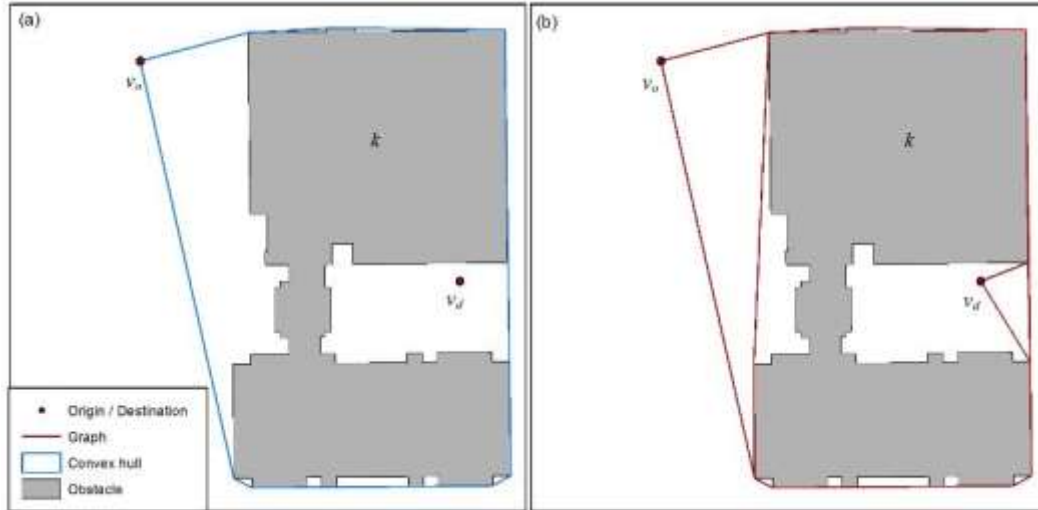 (a)
v_o
k
v_d
Origin / Destination
Graph
Convex hull
Obstacle
(b)
v_o
k
v_d